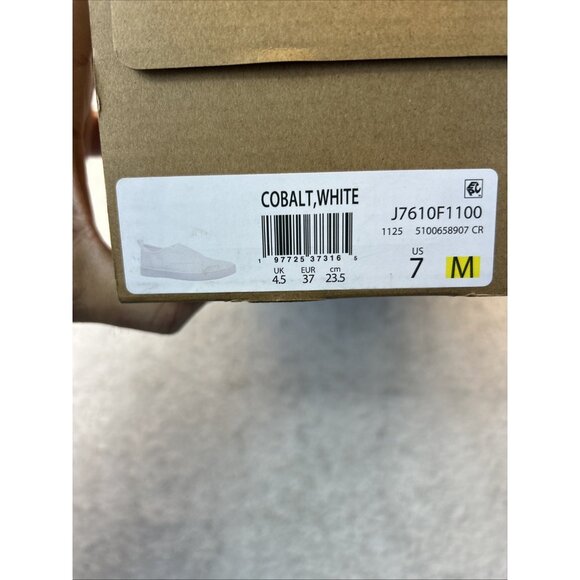 COBALT,WHITE
J7610F1100
1 97725 37316 5
1125 5100658907 CR
UK EUR cm
4.5 37 23.5
US
7 M